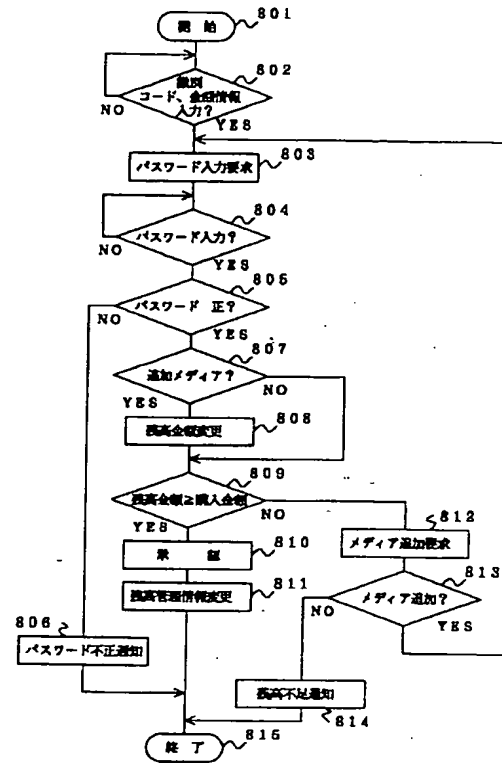 開 始
801
識別
コード、金額情報
入力?
802
NO
YES
パスワード入力要求
803
パスワード入力?
804
NO
YES
パスワード 正?
805
NO
YES
追加メディア?
807
YES
NO
残高金額変更
808
残高金額≧購入金額
809
YES
NO
810
残高管理情報変更
811
メディア追加要求
812
メディア追加?
813
NO
YES
806
パスワード不正通知
残高不足通知
814
終 了
815